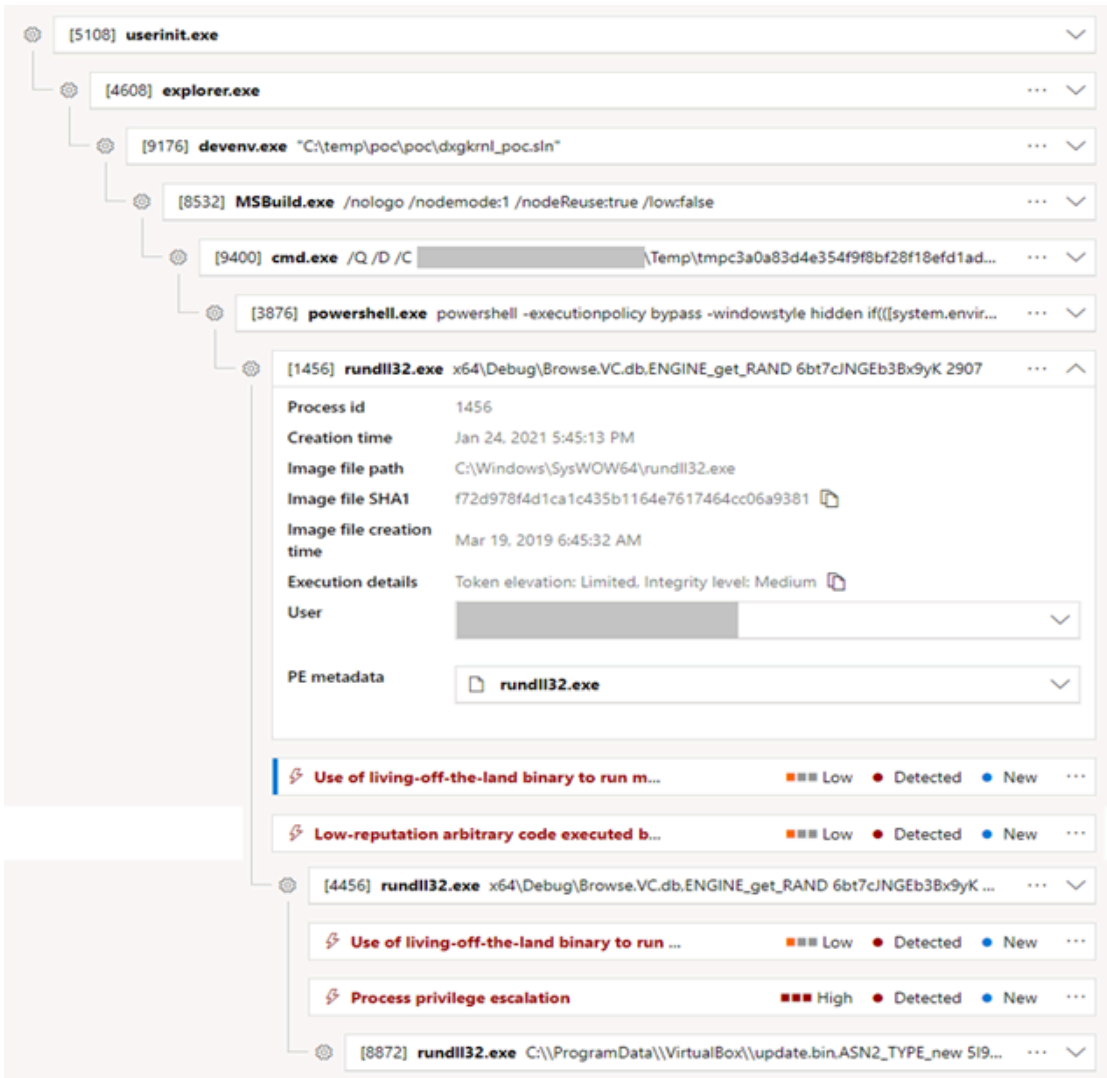 [5108] userinit.exe
[4608] explorer.exe
[9176] devenv.exe "C:\temp\poc\poc\dxgkrnl_poc.sln"
[8532] MSBuild.exe /nologo /nodemode:1 /nodeReuse:true /low:false
[9400] cmd.exe /Q /D /C \Temp\tmpc3a0a83d4e354f9f8bf28f18efd1ad...
[3876] powershell.exe powershell -executionpolicy bypass -windowstyle hidden if(([system.envir...
[1456] rundll32.exe x64\Debug\Browse.VC.db,ENGINE_get_RAND 6bt7cJNGEb3Bx9yK 2907
Process id 1456
Creation time Jan 24, 2021 5:45:13 PM
Image file path C:\Windows\SysWOW64\rundll32.exe
Image file SHA1 f72d978f4d1ca1c435b1164e7617464cc06a9381
Image file creation
time Mar 19, 2019 6:45:32 AM
Execution details Token elevation: Limited, Integrity level: Medium
User
PE metadata rundll32.exe
Use of living-off-the-land binary to run m... Low Detected New
Low-reputation arbitrary code executed b... Low Detected New
[4456] rundll32.exe x64\Debug\Browse.VC.db,ENGINE_get_RAND 6bt7cJNGEb3Bx9yK ...
Use of living-off-the-land binary to run ... Low Detected New
Process privilege escalation High Detected New
[8872] rundll32.exe C:\\ProgramData\\VirtualBox\\update.bin,ASN2_TYPE_new 5I9...